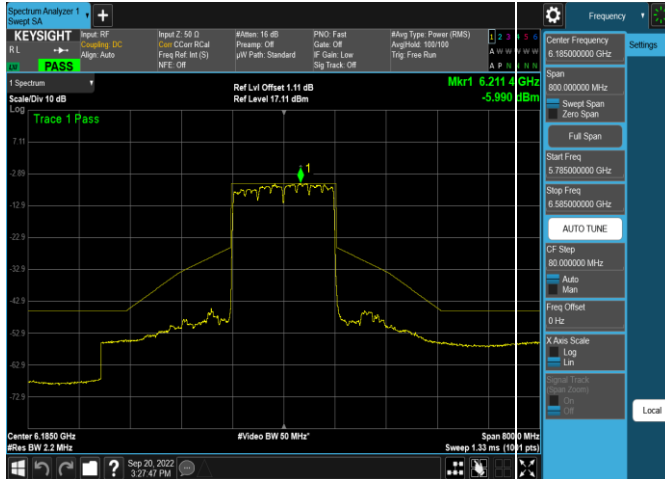 Spectrum Analyzer 1
Swept SA
KEYSIGHT
RL
PASS
Input: RF
Coupling: DC
Align: Auto
Input Z: 50 Ω
Corr CCorr RCal
Freq Ref: Int (S)
NFE: Off
#Atten: 16 dB
Preamp: Off
µW Path: Standard
PNO: Fast
Gate: Off
IF Gain: Low
Sig Track: Off
#Avg Type: Power (RMS)
Avg|Hold: 100/100
Trig: Free Run
1 2 3 4 5 6
A W W W W W
A P N N N N
1 Spectrum
Scale/Div 10 dB
Log
Ref Lvl Offset 1.11 dB
Ref Level 17.11 dBm
Mkr1 6.211 4 GHz
-5.990 dBm
Trace 1 Pass
1
7.11
-2.89
-12.9
-22.9
-32.9
-42.9
-52.9
-62.9
-72.9
Center 6.1850 GHz
#Res BW 2.2 MHz
#Video BW 50 MHz*
Span 800.0 MHz
Sweep 1.33 ms (1001 pts)
Sep 20, 2022
3:27:47 PM
?
Frequency
Settings
Center Frequency
6.185000000 GHz
Span
800.000000 MHz
Swept Span
Zero Span
Full Span
Start Freq
5.785000000 GHz
Stop Freq
6.585000000 GHz
AUTO TUNE
CF Step
80.000000 MHz
Auto
Man
Freq Offset
0 Hz
X Axis Scale
Log
Lin
Signal Track
(Span Zoom)
On
Off
Local